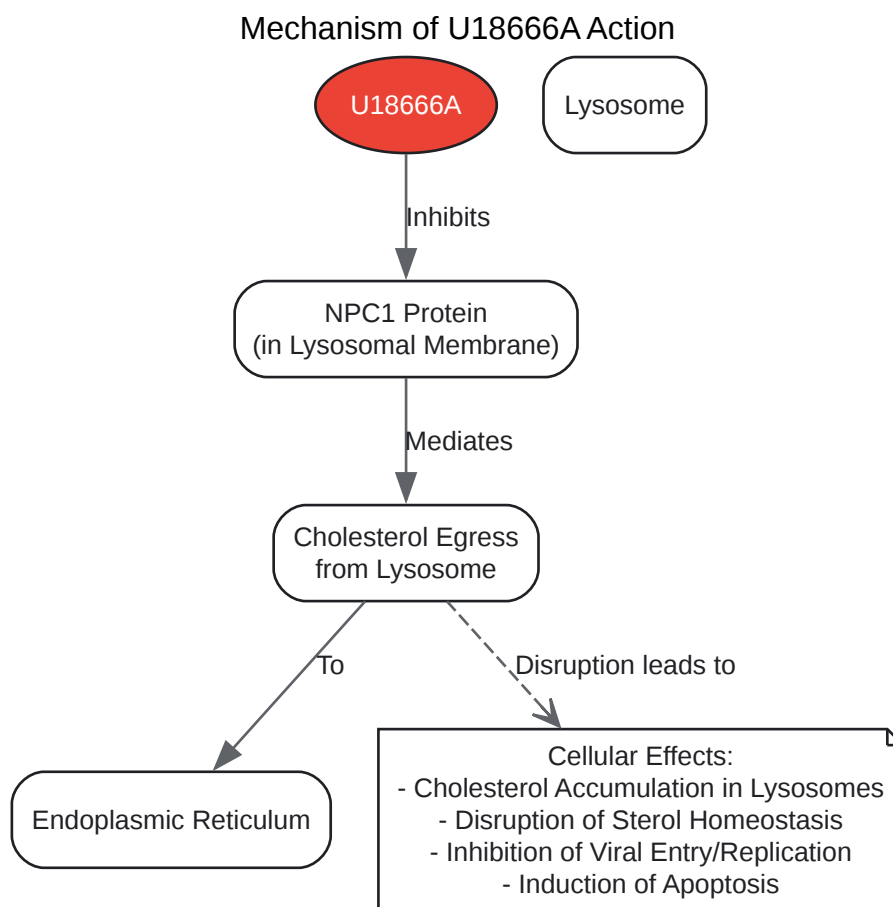 Mechanism of U18666A Action
U18666A
Lysosome
Inhibits
NPC1 Protein
(in Lysosomal Membrane)
Mediates
Cholesterol Egress
from Lysosome
To
Disruption leads to
Endoplasmic Reticulum
Cellular Effects:
- Cholesterol Accumulation in Lysosomes
- Disruption of Sterol Homeostasis
- Inhibition of Viral Entry/Replication
- Induction of Apoptosis